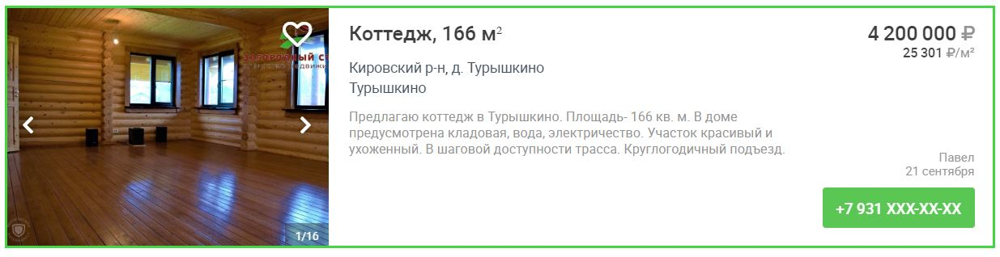 Коттедж, 166 м²
4 200 000 ₽
25 301 ₽/м²
Кировский р-н, д. Турышкино
Турышкино
Предлагаю коттедж в Турышкино. Площадь- 166 кв. м. В доме
предусмотрена кладовая, вода, электричество. Участок красивый и
ухоженный. В шаговой доступности трасса. Круглогодичный подъезд.
Павел
21 сентября
+7 931 XXX-XX-XX
ЗАГОРОДНЫЙ
1/16